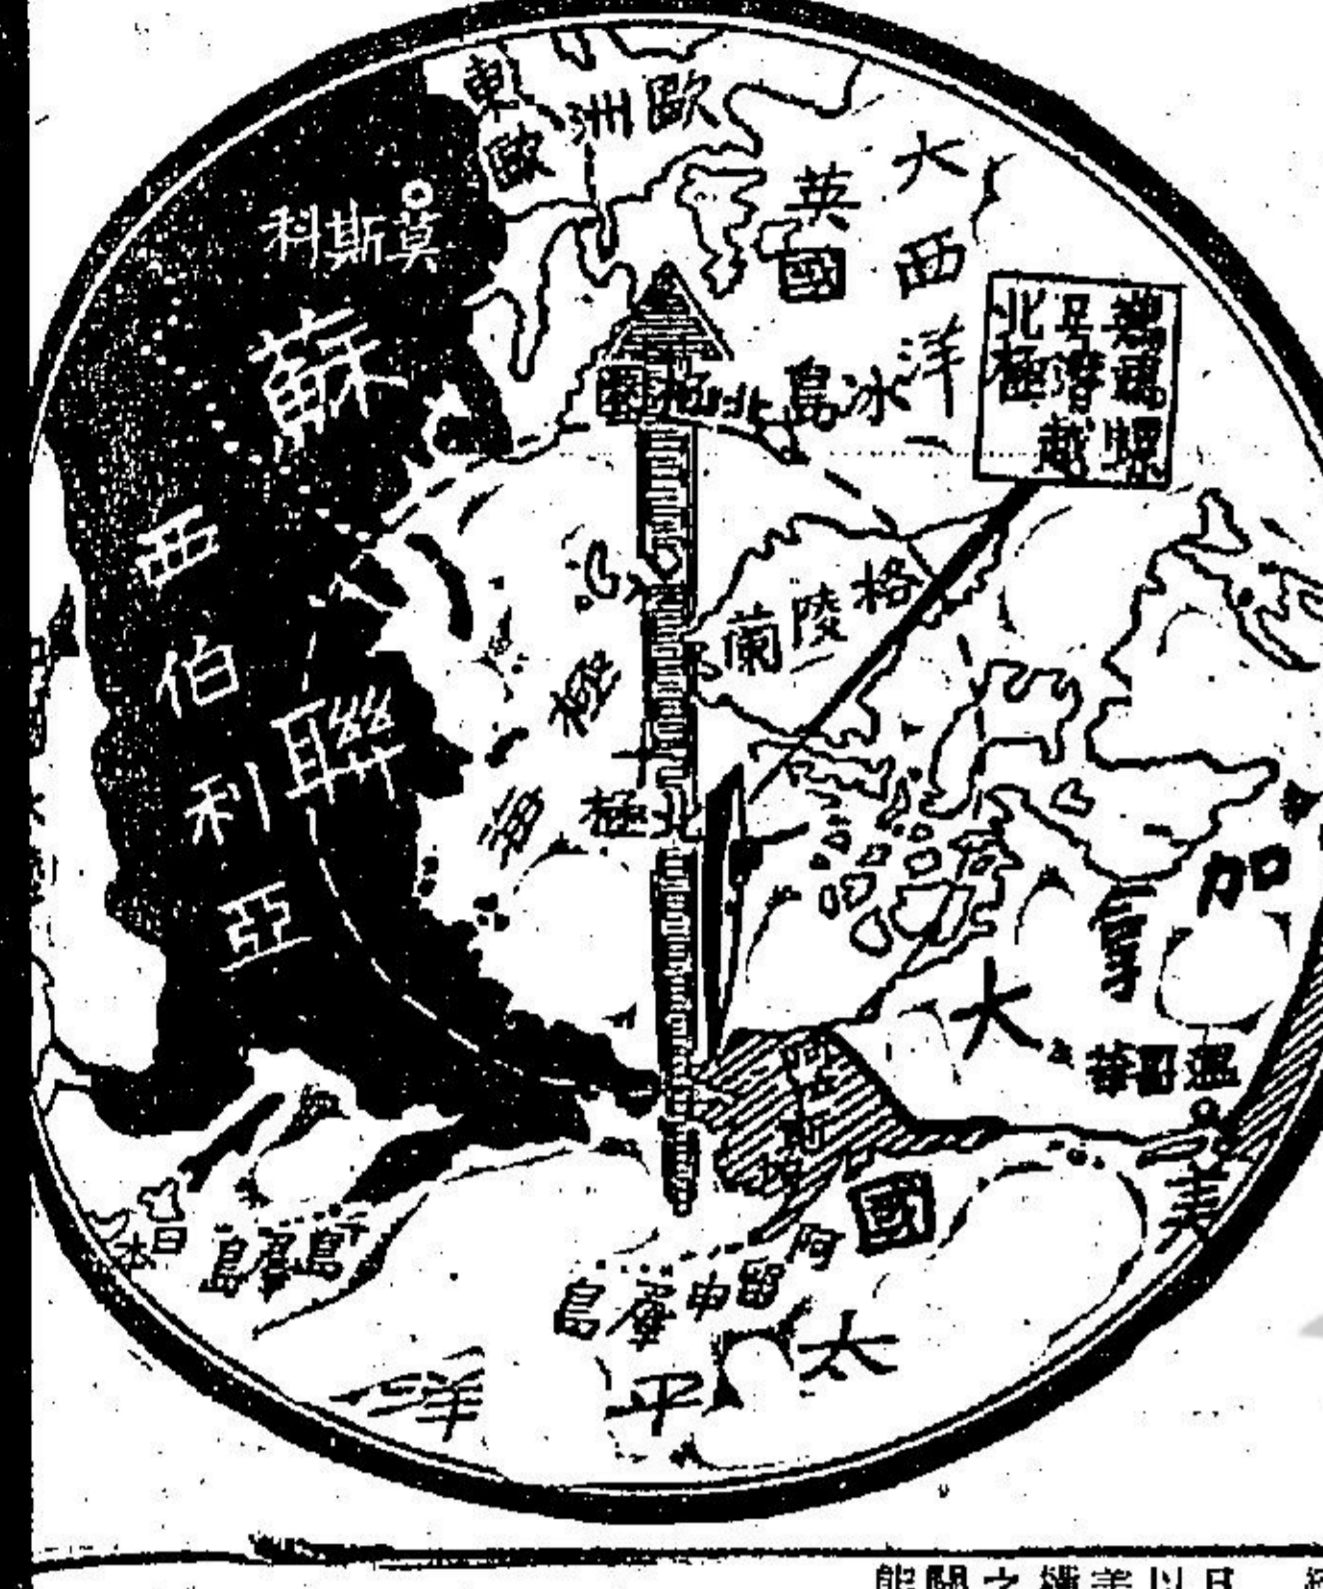 東歐
歐洲
英國
大西洋
莫斯科
蘇聯
西伯利亞
冰島
北極圈
鸚鵡螺
號潛越
北極
格陵蘭
北極
極海
加拿大
溫哥華
美國
阿拉斯加
日本
千島羣島
阿留申羣島
太平洋